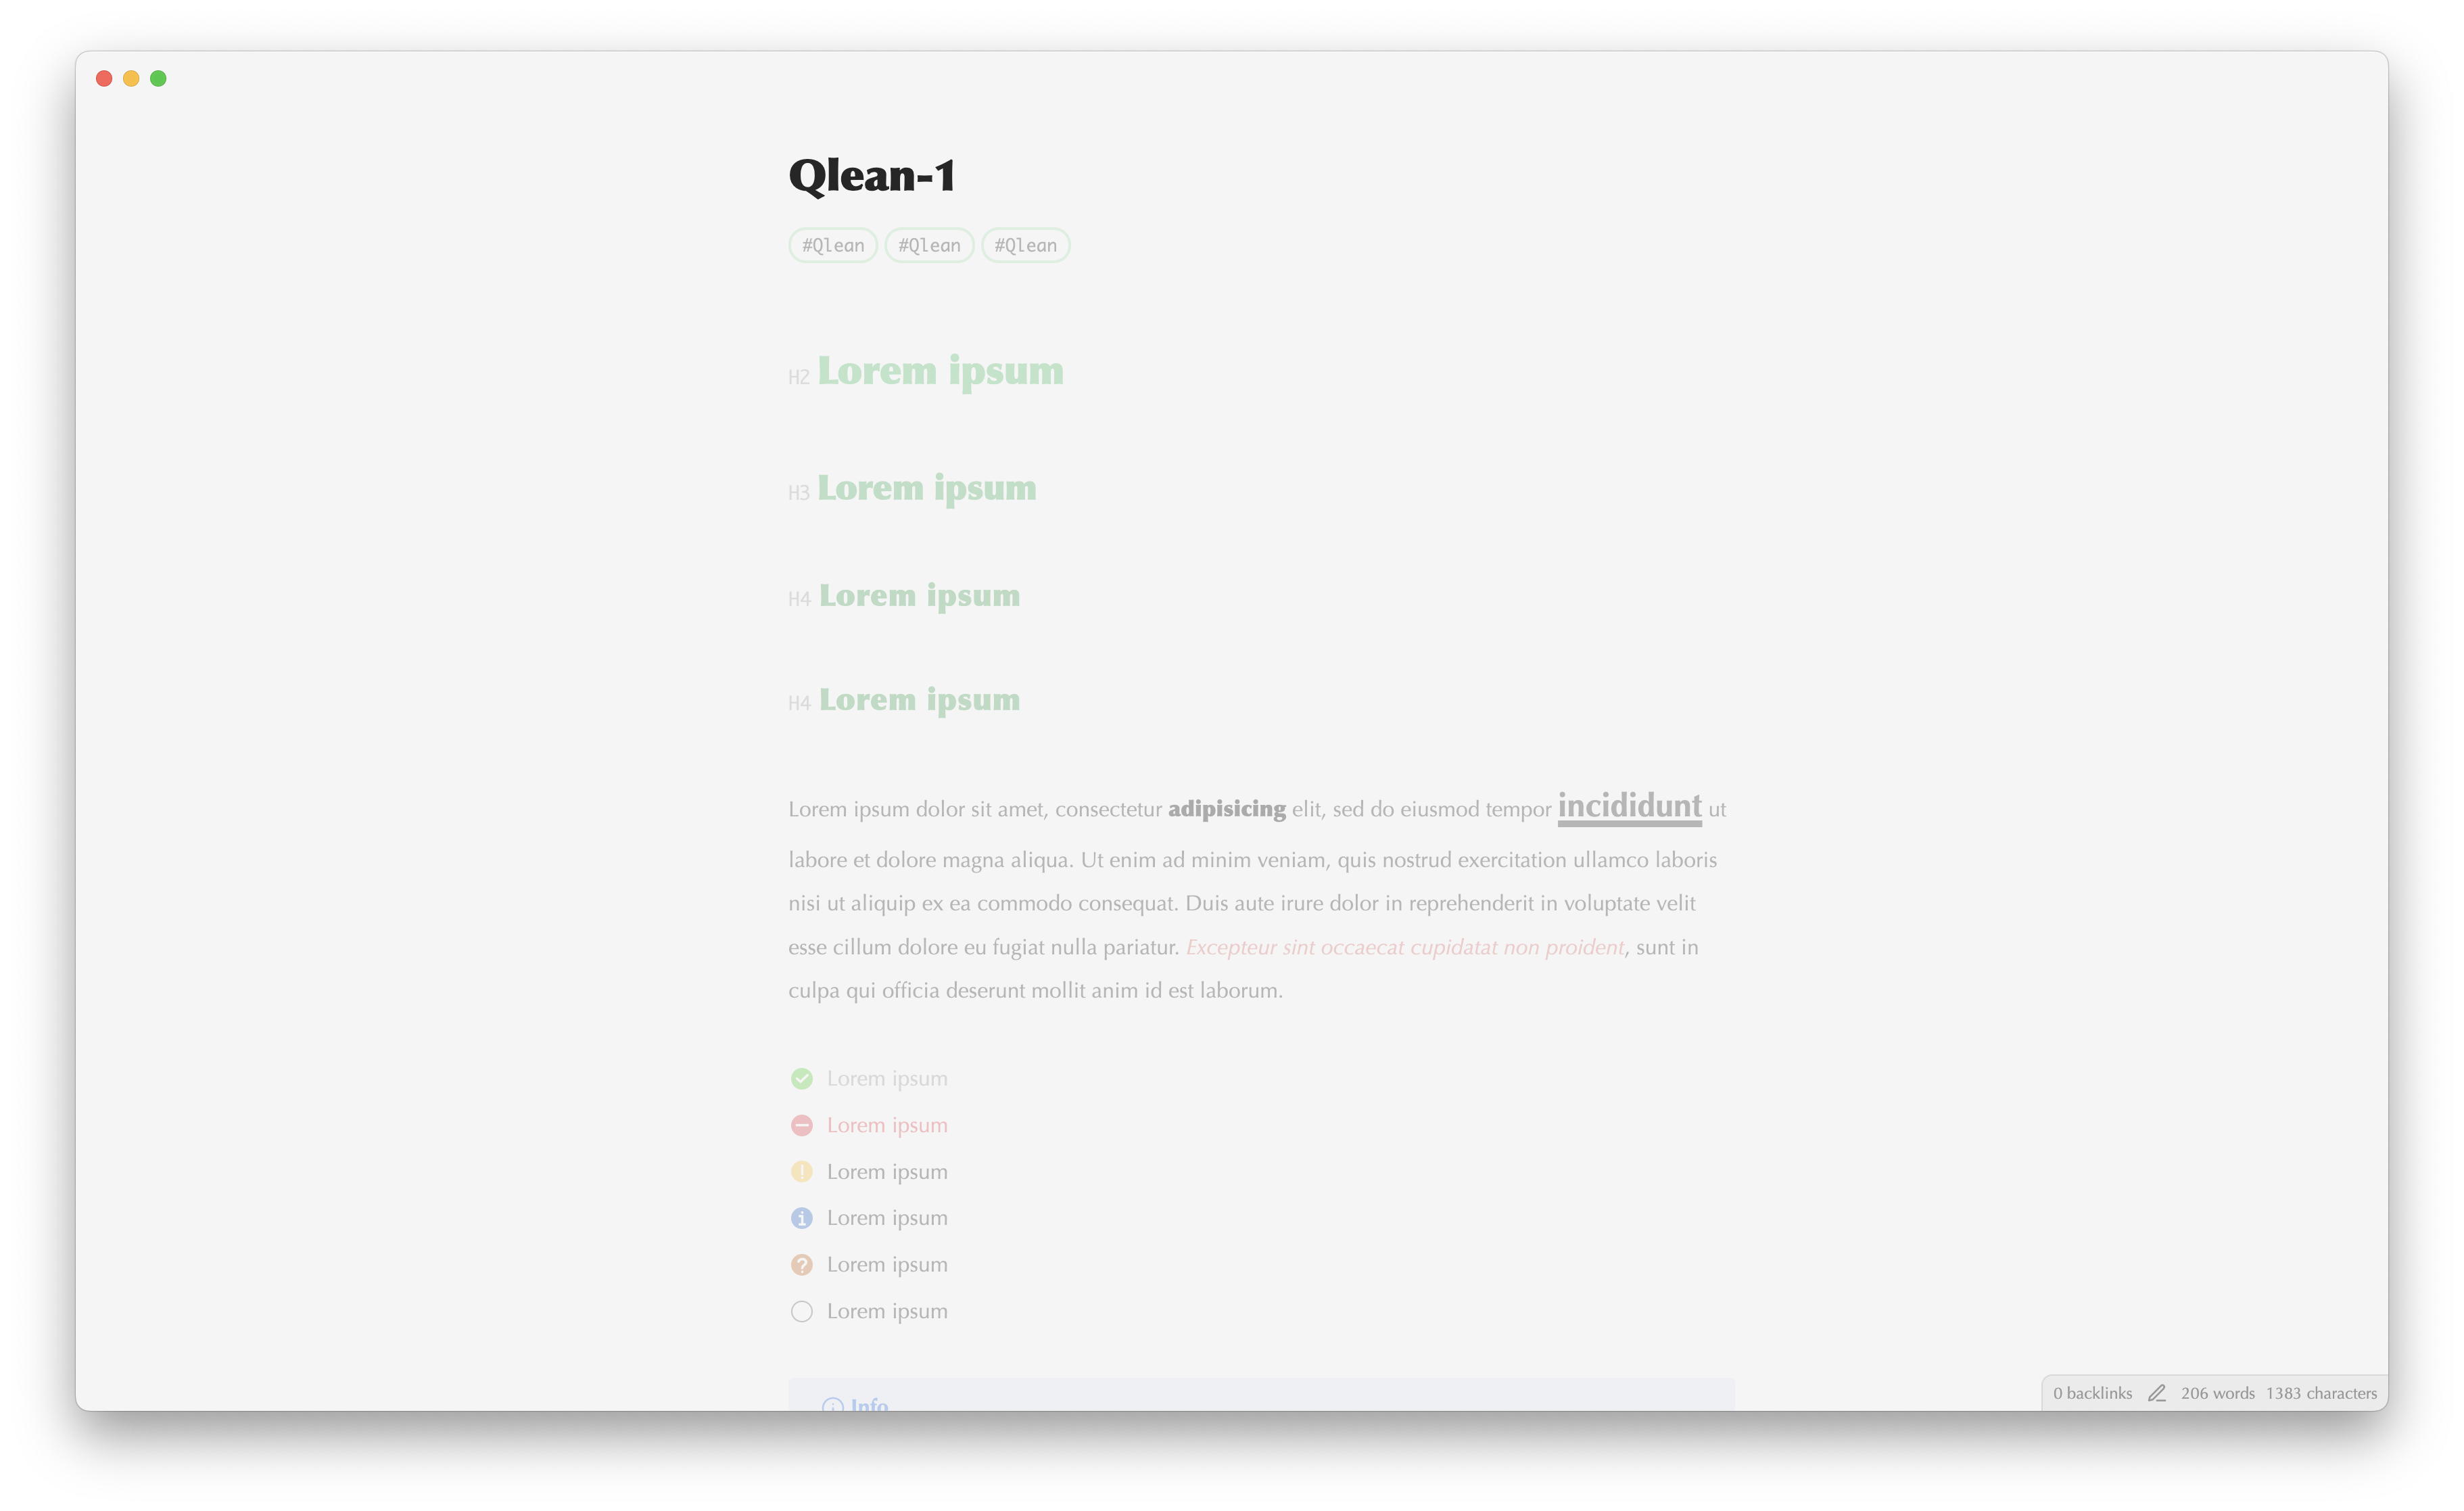 Qlean-1
#Qlean #Qlean #Qlean
H2 Lorem ipsum
H3 Lorem ipsum
H4 Lorem ipsum
H4 Lorem ipsum
Lorem ipsum dolor sit amet, consectetur adipisicing elit, sed do eiusmod tempor incididunt ut
labore et dolore magna aliqua. Ut enim ad minim veniam, quis nostrud exercitation ullamco laboris
nisi ut aliquip ex ea commodo consequat. Duis aute irure dolor in reprehenderit in voluptate velit
esse cillum dolore eu fugiat nulla pariatur. Excepteur sint occaecat cupidatat non proident, sunt in
culpa qui officia deserunt mollit anim id est laborum.
Lorem ipsum
Lorem ipsum
Lorem ipsum
Lorem ipsum
Lorem ipsum
Lorem ipsum
Info
0 backlinks 206 words 1383 characters